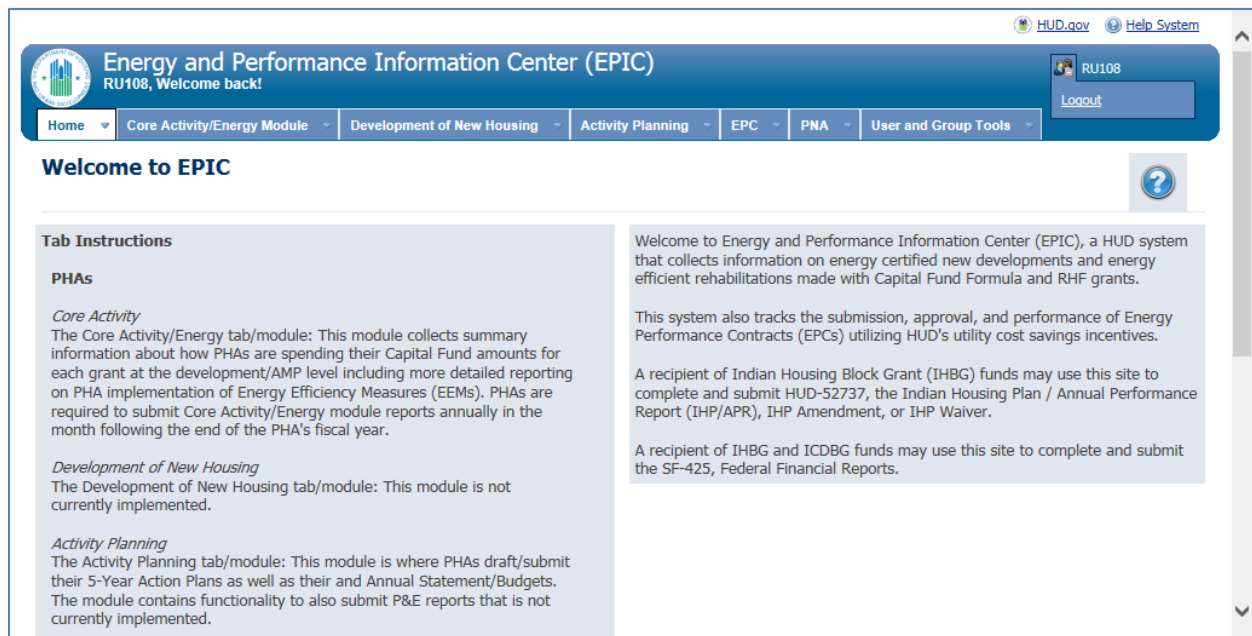 HUD.gov Help System
Energy and Performance Information Center (EPIC)
RU108, Welcome back!
RU108
Logout
Home Core Activity/Energy Module Development of New Housing Activity Planning EPC PNA User and Group Tools
Welcome to EPIC
Tab Instructions
PHAs
Core Activity
The Core Activity/Energy tab/module: This module collects summary
information about how PHAs are spending their Capital Fund amounts for
each grant at the development/AMP level including more detailed reporting
on PHA implementation of Energy Efficiency Measures (EEMs). PHAs are
required to submit Core Activity/Energy module reports annually in the
month following the end of the PHA's fiscal year.
Development of New Housing
The Development of New Housing tab/module: This module is not
currently implemented.
Activity Planning
The Activity Planning tab/module: This module is where PHAs draft/submit
their 5-Year Action Plans as well as their and Annual Statement/Budgets.
The module contains functionality to also submit P&E reports that is not
currently implemented.
Welcome to Energy and Performance Information Center (EPIC), a HUD system
that collects information on energy certified new developments and energy
efficient rehabilitations made with Capital Fund Formula and RHF grants.
This system also tracks the submission, approval, and performance of Energy
Performance Contracts (EPCs) utilizing HUD's utility cost savings incentives.
A recipient of Indian Housing Block Grant (IHBG) funds may use this site to
complete and submit HUD-52737, the Indian Housing Plan / Annual Performance
Report (IHP/APR), IHP Amendment, or IHP Waiver.
A recipient of IHBG and ICDBG funds may use this site to complete and submit
the SF-425, Federal Financial Reports.